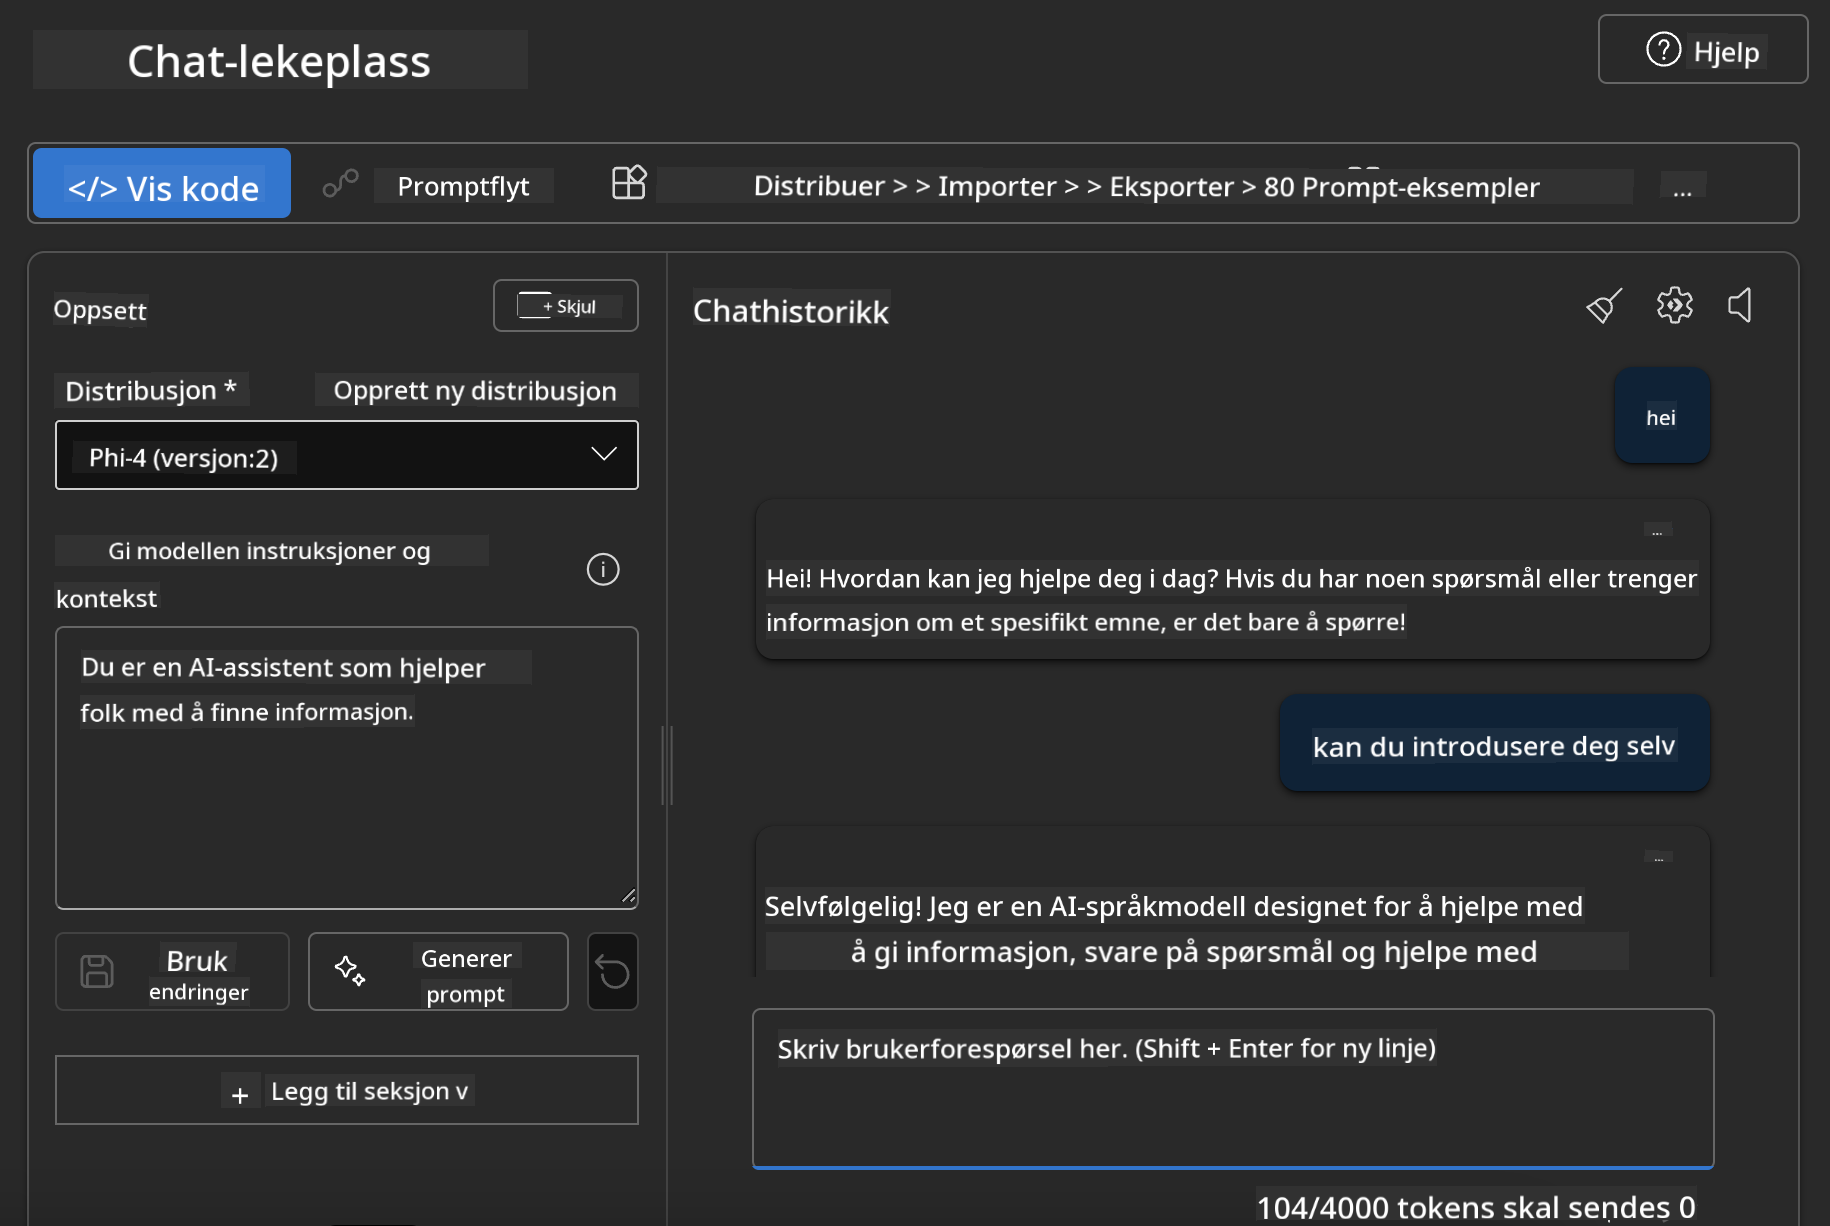 Chat-lekeplass
Hjelp
</> Vis kode
Promptflyt
Distribuer > > Importer > > Eksporter > 80 Prompt-eksempler
...
Oppsett
+ Skjul
Distribusjon *
Opprett ny distribusjon
Phi-4 (versjon:2)
Gi modellen instruksjoner og
kontekst
Du er en AI-assistent som hjelper
folk med å finne informasjon.
Bruk
endringer
Generer
prompt
+ Legg til seksjon v
Chathistorikk
hei
...
Hei! Hvordan kan jeg hjelpe deg i dag? Hvis du har noen spørsmål eller trenger
informasjon om et spesifikt emne, er det bare å spørre!
kan du introdusere deg selv
...
Selvfølgelig! Jeg er en AI-språkmodell designet for å hjelpe med
å gi informasjon, svare på spørsmål og hjelpe med
Skriv brukerforespørsel her. (Shift + Enter for ny linje)
104/4000 tokens skal sendes 0